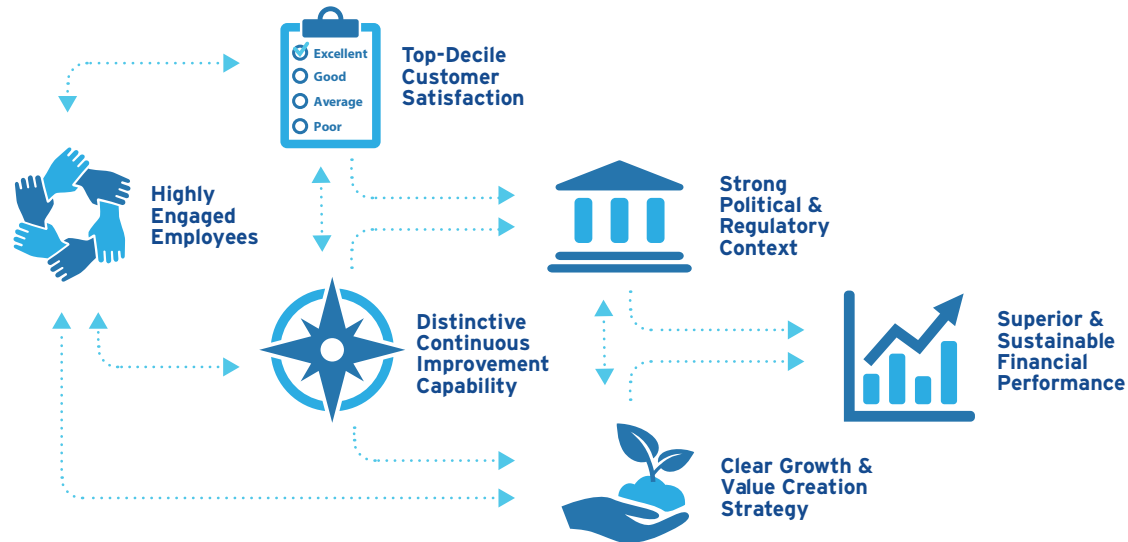 Excellent
Good
Average
Poor
Top-Decile
Customer
Satisfaction
Highly
Engaged
Employees
Strong
Political &
Regulatory
Context
Distinctive
Continuous
Improvement
Capability
Superior &
Sustainable
Financial
Performance
Clear Growth &
Value Creation
Strategy